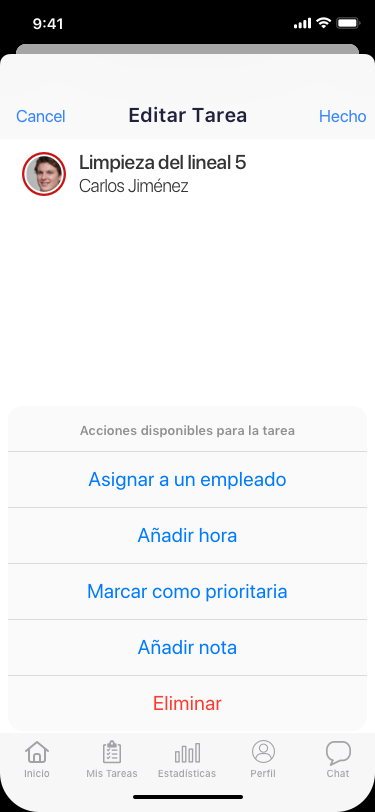 9:41
Cancel
Editar Tarea
Hecho
Limpieza del lineal 5
Carlos Jiménez
Acciones disponibles para la tarea
Asignar a un empleado
Añadir hora
Marcar como prioritaria
Añadir nota
Eliminar
Inicio
Mis Tareas
Estadísticas
Perfil
Chat